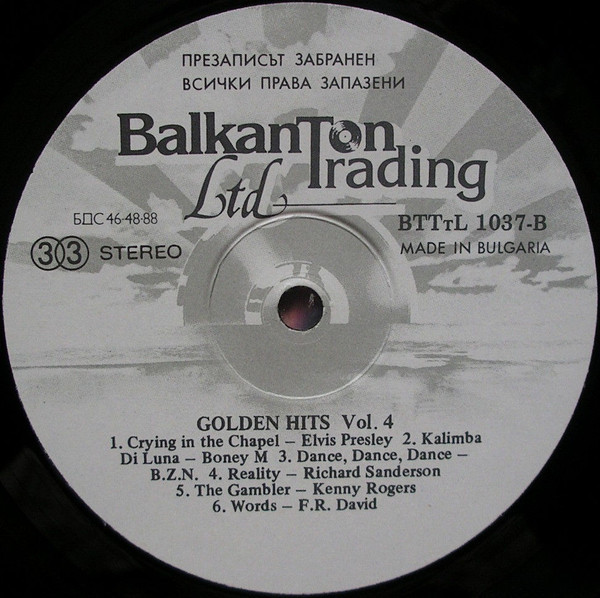 ПРЕЗАПИСЪТ ЗАБРАНЕН
ВСИЧКИ ПРАВА ЗАПАЗЕНИ
BalkanTon
Trading
Ltd
БДС 46-48-88
BTTтL 1037-B
33 STEREO
MADE IN BULGARIA
GOLDEN HITS Vol. 4
1. Crying in the Chapel – Elvis Presley 2. Kalimba
Di Luna – Boney M 3. Dance, Dance, Dance –
B.Z.N. 4. Reality – Richard Sanderson
5. The Gambler – Kenny Rogers
6. Words – F.R. David